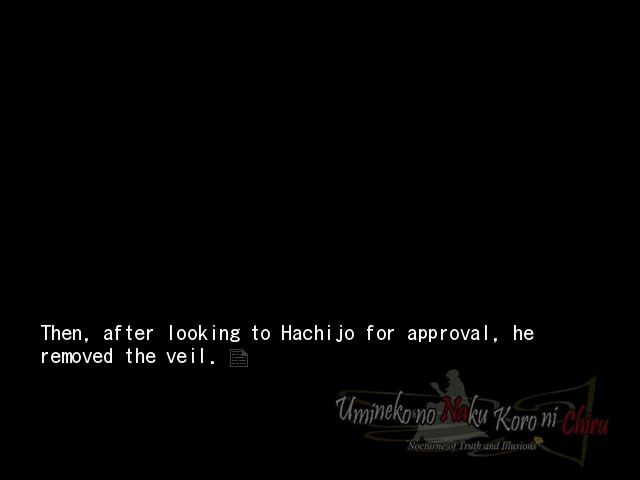 Then, after looking to Hachijo for approval, he
removed the veil.
Umineko no Naku Koro ni Chiru
Nocturne of Truth and Illusions